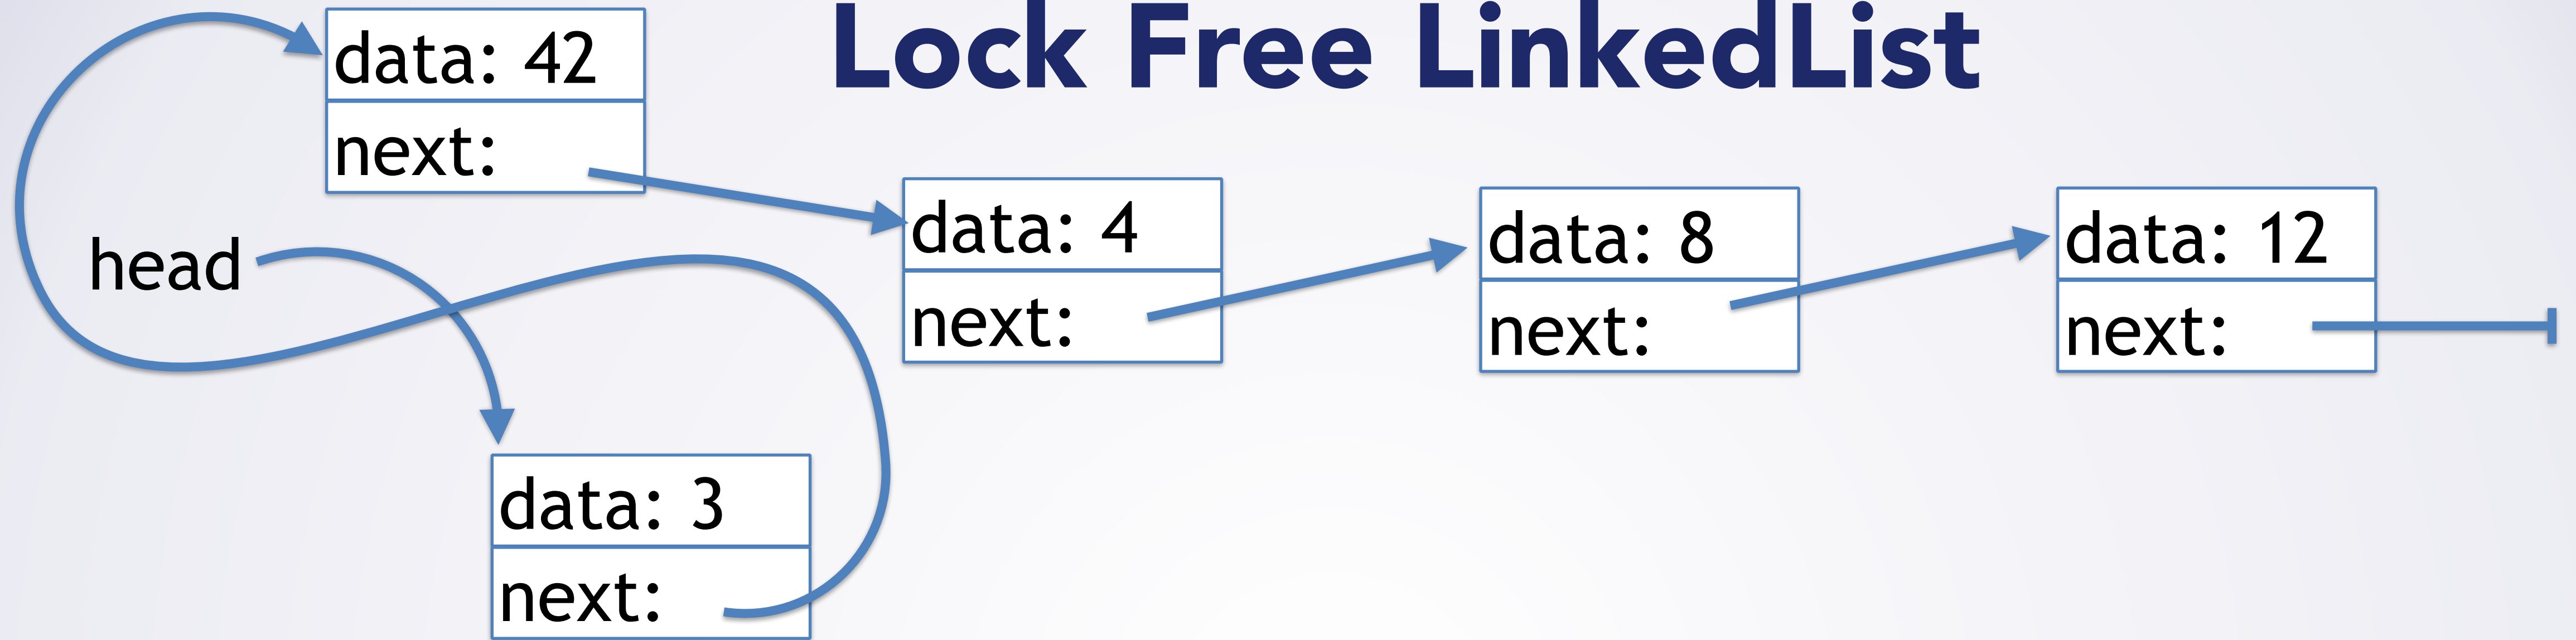 Lock Free LinkedList
data: 42
next:
head
data: 4
next:
data: 8
next:
data: 12
next:
data: 3
next: